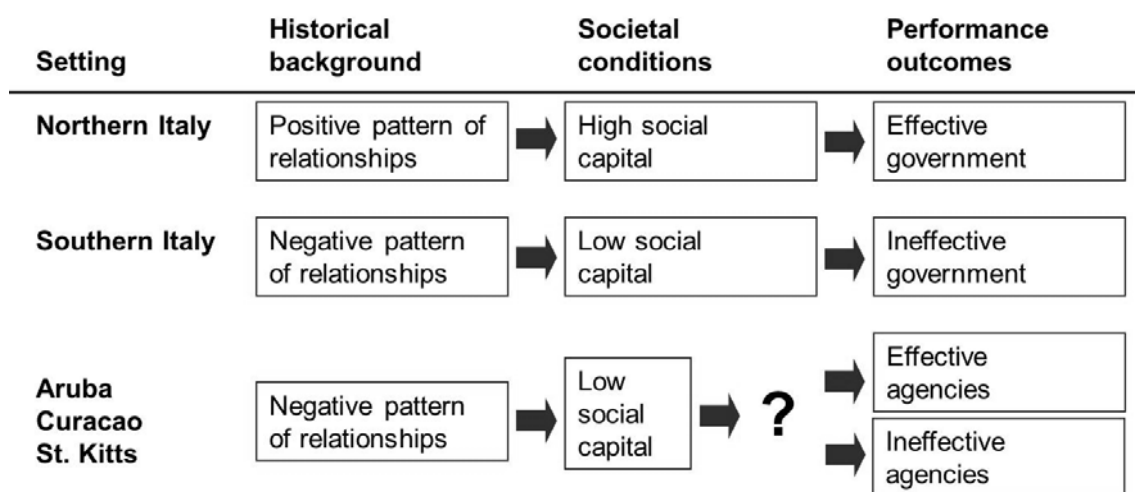 Setting
Historical
background
Societal
conditions
Performance
outcomes
Northern Italy
Positive pattern of
relationships
High social
capital
Effective
government
Southern Italy
Negative pattern
of relationships
Low social
capital
Ineffective
government
Aruba
Curacao
St. Kitts
Negative pattern
of relationships
Low
social
capital
?
Effective
agencies
Ineffective
agencies